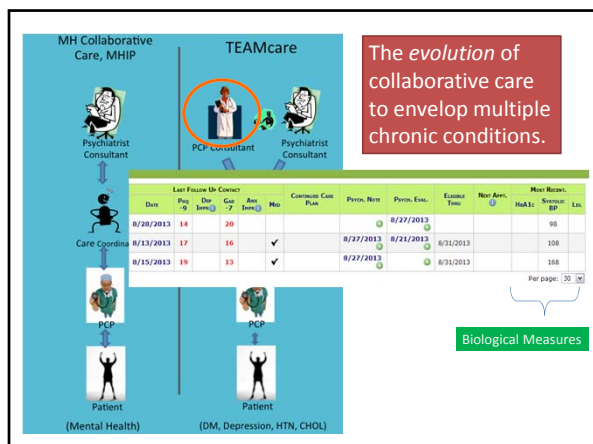 MH Collaborative
Care, MHIP
TEAMcare
The evolution of
collaborative care
to envelop multiple
chronic conditions.
Psychiatrist
Consultant
PCP Consultant
Psychiatrist
Consultant
LAST FOLLOW UP CONTACT
MOST RECENT.
DATE PHQ-9 DEP IMPR GAD-7 ANX IMPR MED CONTINUED CARE PLAN PSYCH. NOTE PSYCH. EVAL. ELIGIBLE THRU NEXT APPT. HBA1C SYSTOLIC BP LDL
8/28/2013 14 20 8/27/2013 98
8/13/2013 17 16 ✔ 8/27/2013 8/21/2013 8/31/2013 108
8/15/2013 19 13 ✔ 8/27/2013 8/31/2013 168
Per page: 30
Care Coordina
Biological Measures
PCP
PCP
Patient
Patient
(Mental Health)
(DM, Depression, HTN, CHOL)